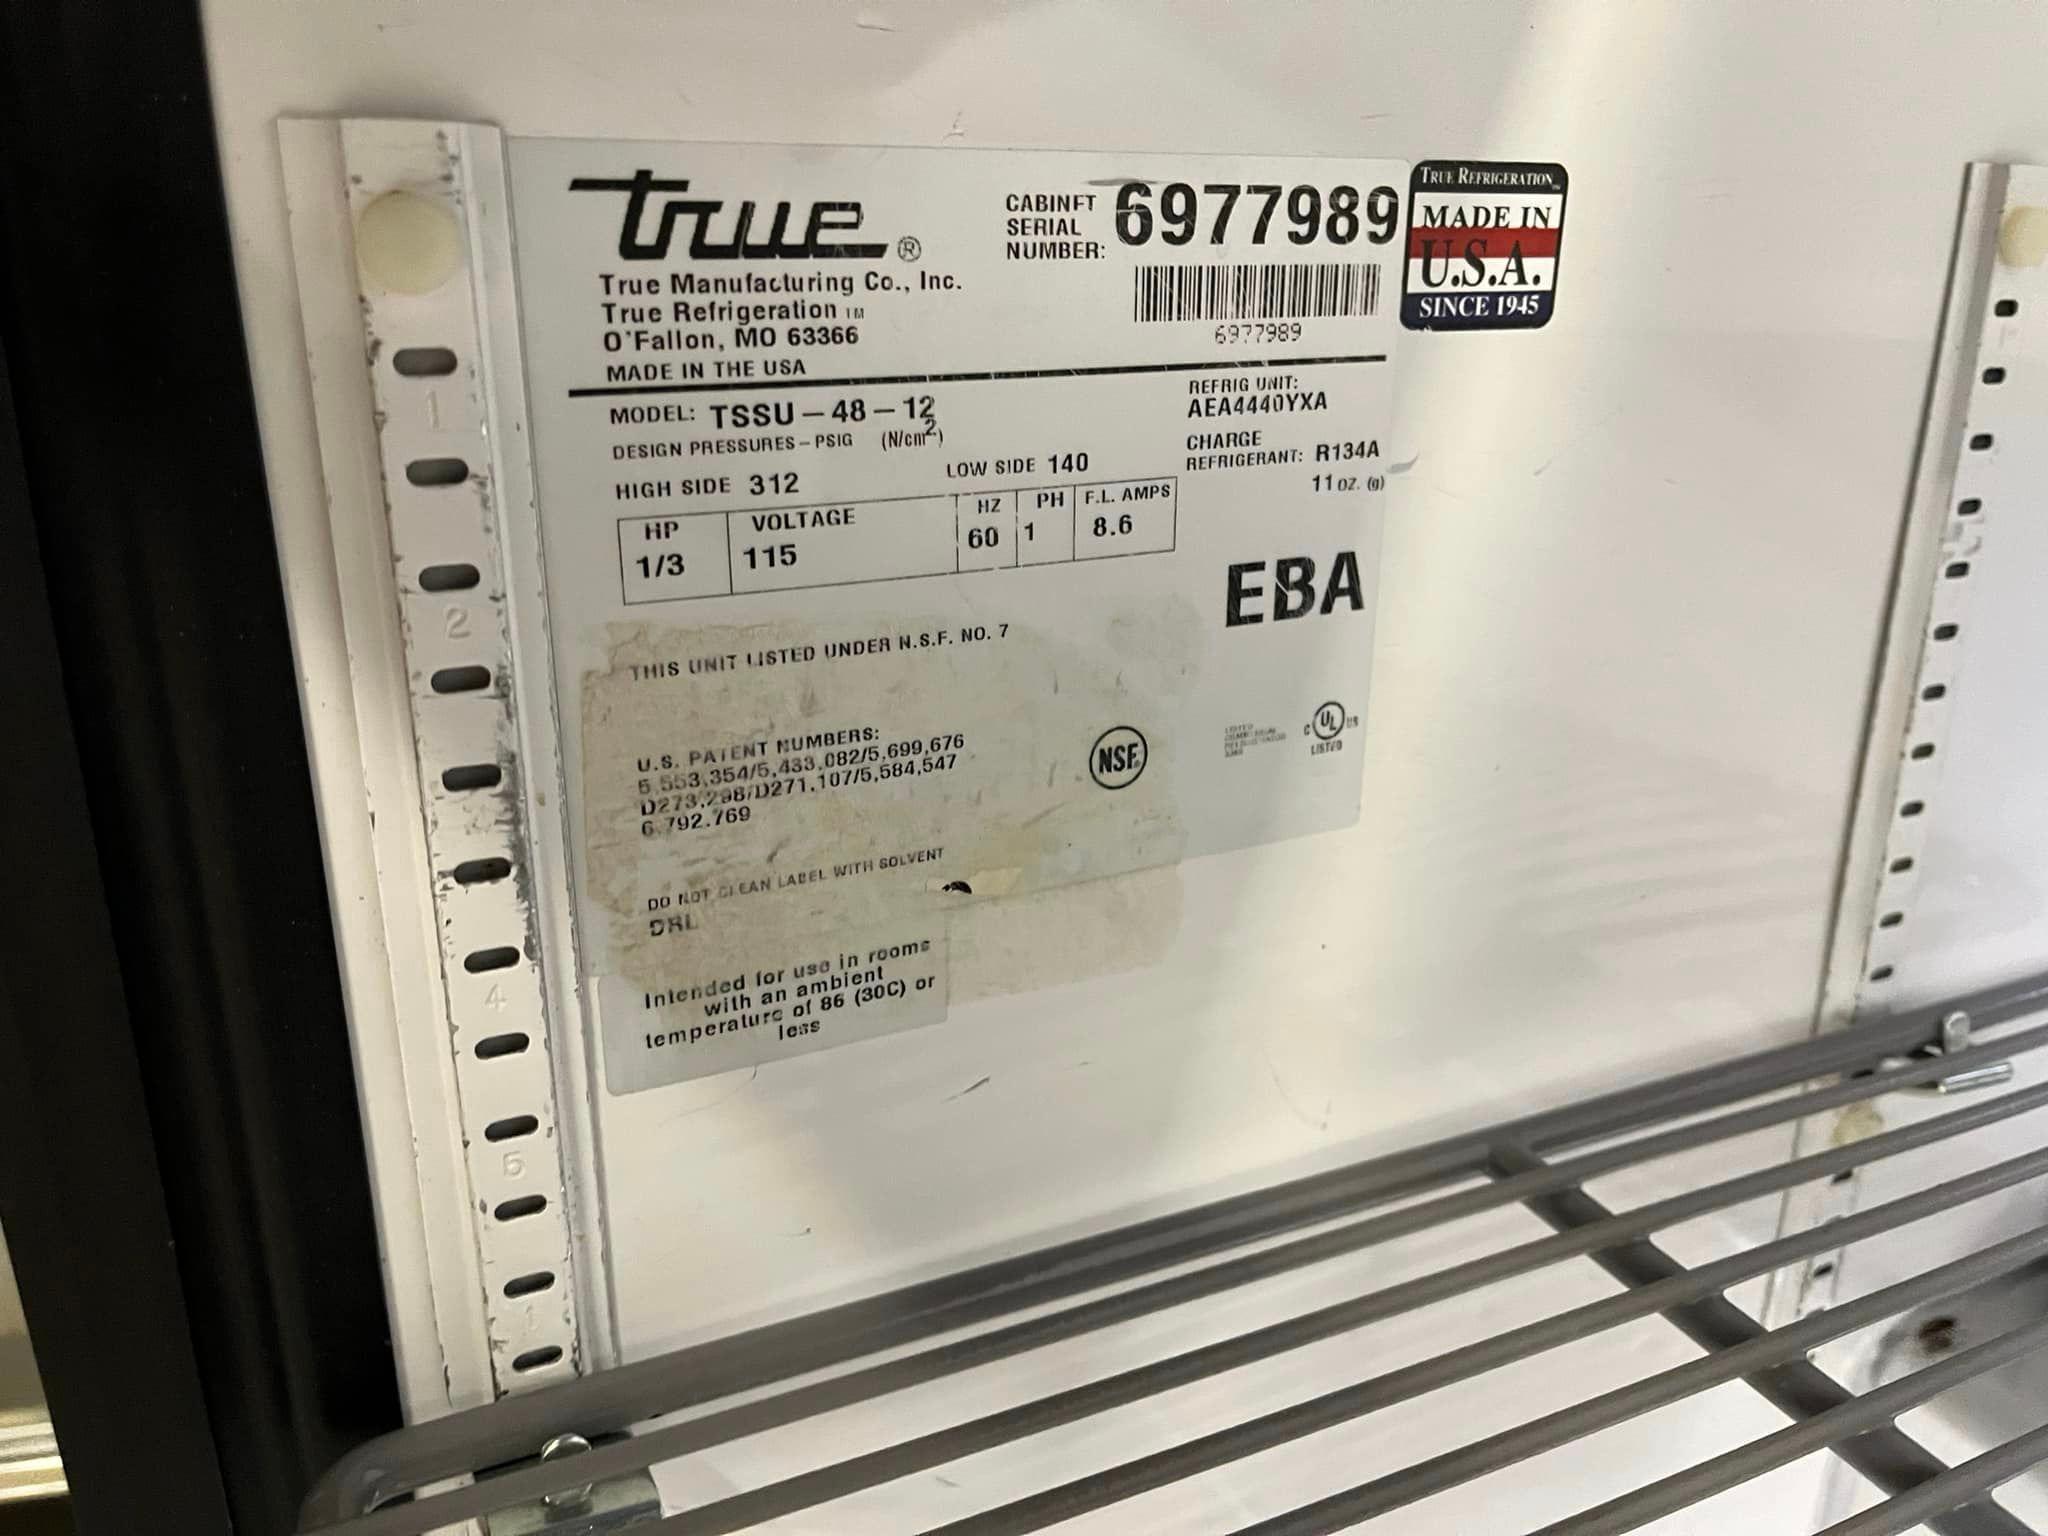 true®
True Manufacturing Co., Inc.
True Refrigeration TM
O'Fallon, MO 63366
MADE IN THE USA
CABINET
SERIAL
NUMBER:
6977989
6977989
TRUE REFRIGERATION
MADE IN
U.S.A.
SINCE 1945
MODEL: TSSU-48-12
DESIGN PRESSURES-PSIG (N/cm2)
HIGH SIDE 312 LOW SIDE 140
REFRIG UNIT:
AEA4440YXA
CHARGE
REFRIGERANT: R134A
11 OZ. (g)
HP VOLTAGE HZ PH F.L. AMPS
1/3 115 60 1 8.6
EBA
THIS UNIT LISTED UNDER N.S.F. NO. 7
U.S. PATENT NUMBERS:
5,553,354/5,433.082/5,699,676
D273,298/D271,107/5,584,547
6.792.769
NSF
C UL US
LISTED
DO NOT CLEAN LABEL WITH SOLVENT
DRL
Intended for use in rooms
with an ambient
temperature of 86 (30C) or
less
1
2
4
5